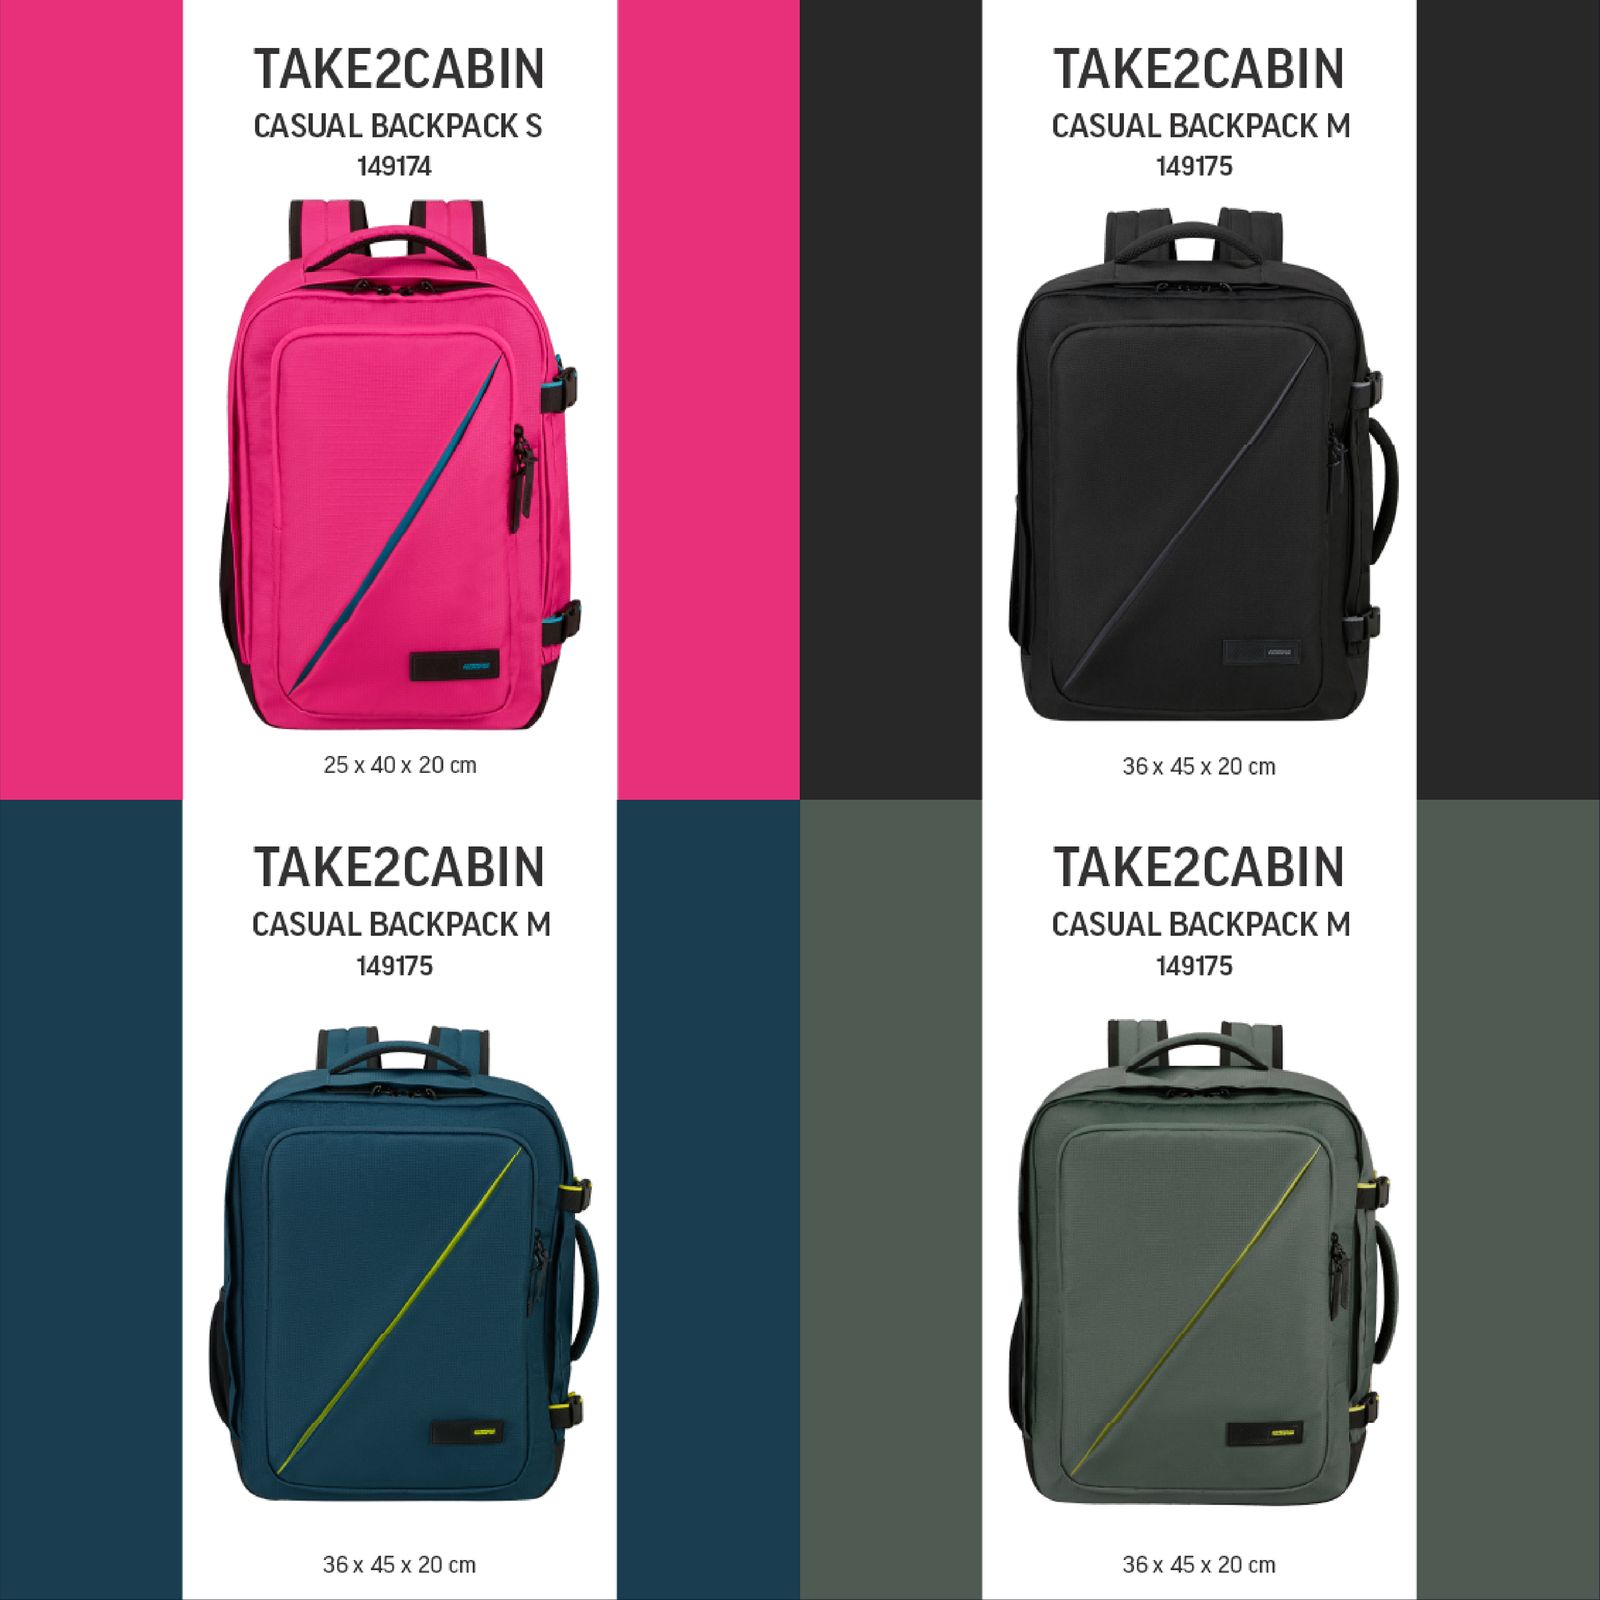 TAKE2CABIN
CASUAL BACKPACK S
149174
25 x 40 x 20 cm
TAKE2CABIN
CASUAL BACKPACK M
149175
36 x 45 x 20 cm
TAKE2CABIN
CASUAL BACKPACK M
149175
36 x 45 x 20 cm
TAKE2CABIN
CASUAL BACKPACK M
149175
36 x 45 x 20 cm